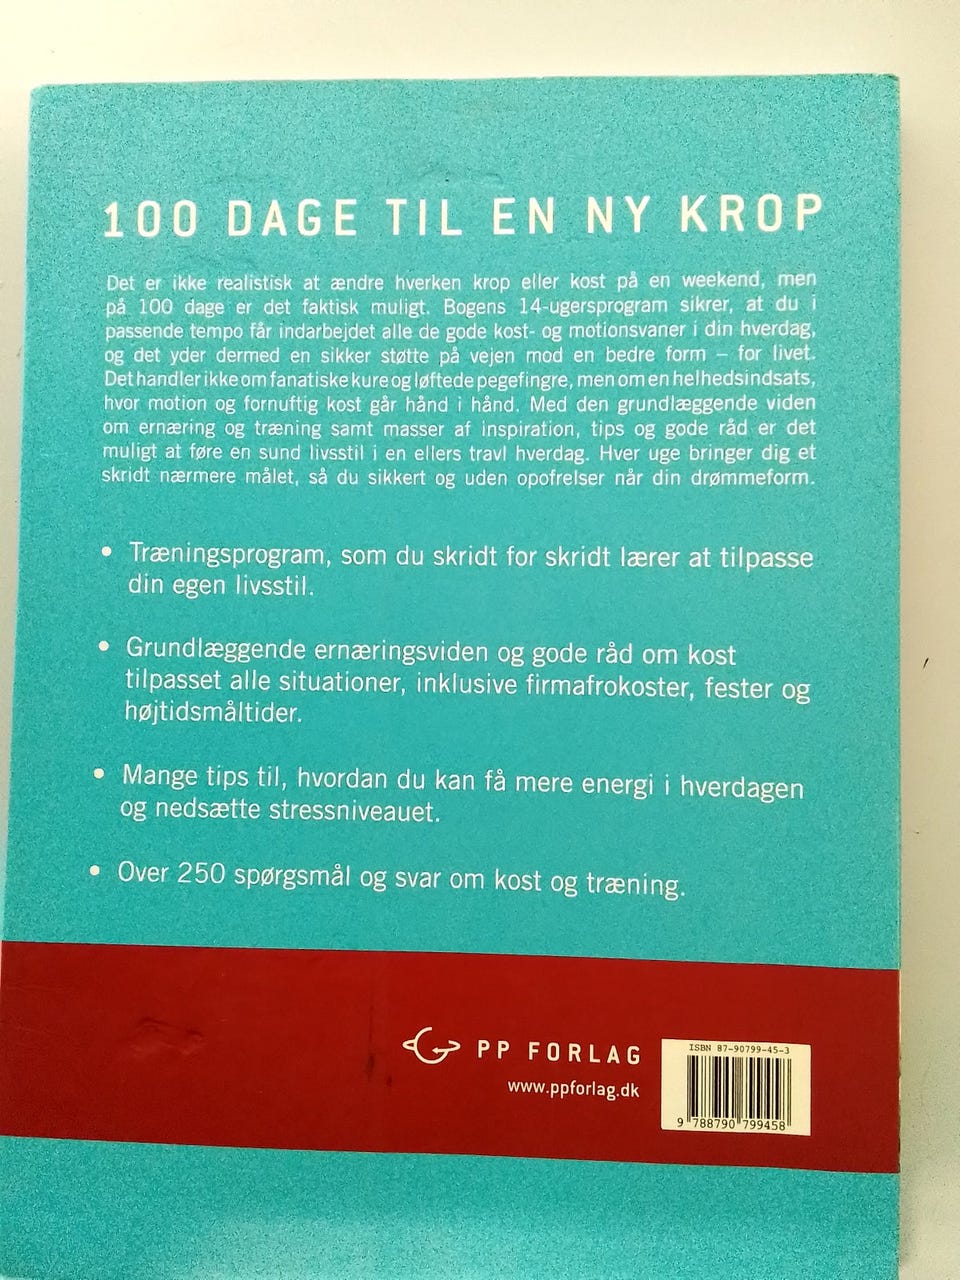 100 DAGE TIL EN NY KROP
Det er ikke realistisk at ændre hverken krop eller kost på en weekend, men
på 100 dage er det faktisk muligt. Bogens 14-ugersprogram sikrer, at du i
passende tempo får indarbejdet alle de gode kost- og motionsvaner i din hverdag,
og det yder dermed en sikker støtte på vejen mod en bedre form – for livet.
Det handler ikke om fanatiske kure og løftede pegefingre, men om en helhedsindsats,
hvor motion og fornuftig kost går hånd i hånd. Med den grundlæggende viden
om ernæring og træning samt masser af inspiration, tips og gode råd er det
muligt at føre en sund livsstil i en ellers travl hverdag. Hver uge bringer dig et
skridt nærmere målet, så du sikkert og uden opofrelser når din drømmeform.
• Træningsprogram, som du skridt for skridt lærer at tilpasse
din egen livsstil.
• Grundlæggende ernæringsviden og gode råd om kost
tilpasset alle situationer, inklusive firmafrokoster, fester og
højtidsmåltider.
• Mange tips til, hvordan du kan få mere energi i hverdagen
og nedsætte stressniveauet.
• Over 250 spørgsmål og svar om kost og træning.
PP FORLAG
www.ppforlag.dk
ISBN 87-90799-45-3
9 788790 799458